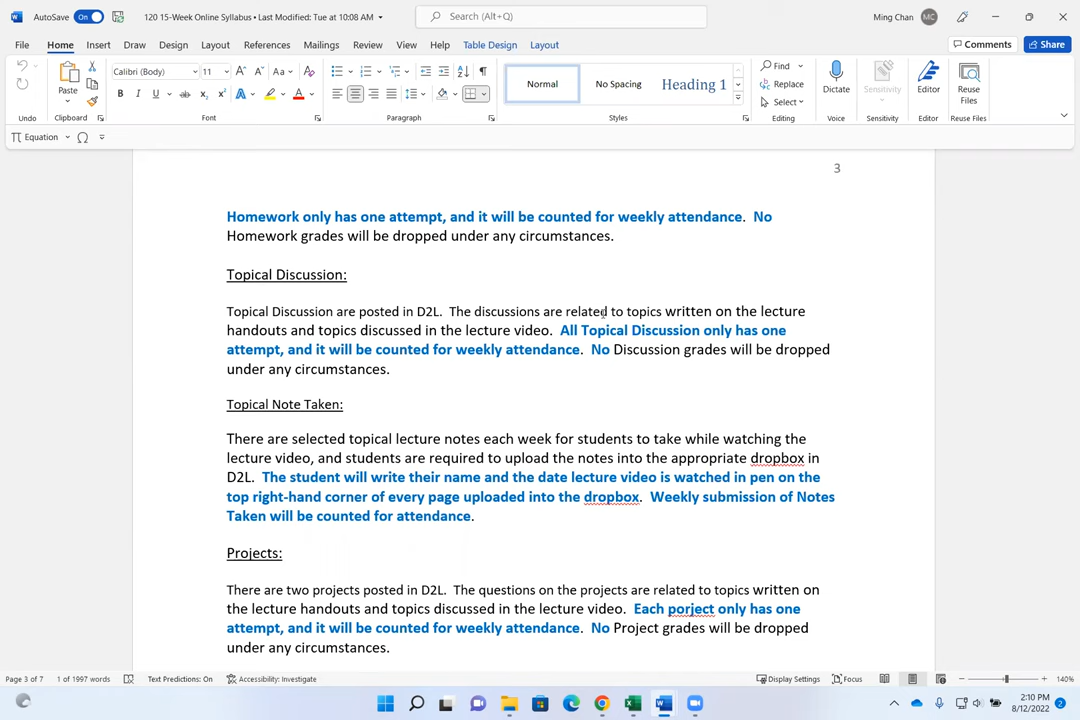 AutoSave On 120 15-Week Online Syllabus • Last Modified: Tue at 10:08 AM Search (Alt+Q) Ming Chan MC
File Home Insert Draw Design Layout References Mailings Review View Help Table Design Layout Comments Share
Calibri (Body) 11 Aa Normal No Spacing Heading 1 Find
Paste Replace Dictate Sensitivity Editor Reuse Files
B I U ab x₂ x² A A Select
Undo Clipboard Font Paragraph Styles Editing Voice Sensitivity Editor Reuse Files
Equation
3
Homework only has one attempt, and it will be counted for weekly attendance. No
Homework grades will be dropped under any circumstances.
Topical Discussion:
Topical Discussion are posted in D2L. The discussions are related to topics written on the lecture
handouts and topics discussed in the lecture video. All Topical Discussion only has one
attempt, and it will be counted for weekly attendance. No Discussion grades will be dropped
under any circumstances.
Topical Note Taken:
There are selected topical lecture notes each week for students to take while watching the
lecture video, and students are required to upload the notes into the appropriate dropbox in
D2L. The student will write their name and the date lecture video is watched in pen on the
top right-hand corner of every page uploaded into the dropbox. Weekly submission of Notes
Taken will be counted for attendance.
Projects:
There are two projects posted in D2L. The questions on the projects are related to topics written on
the lecture handouts and topics discussed in the lecture video. Each porject only has one
attempt, and it will be counted for weekly attendance. No Project grades will be dropped
under any circumstances.
Page 3 of 7 1 of 1997 words Text Predictions: On Accessibility: Investigate Display Settings Focus 140%
2:10 PM
8/12/2022 2